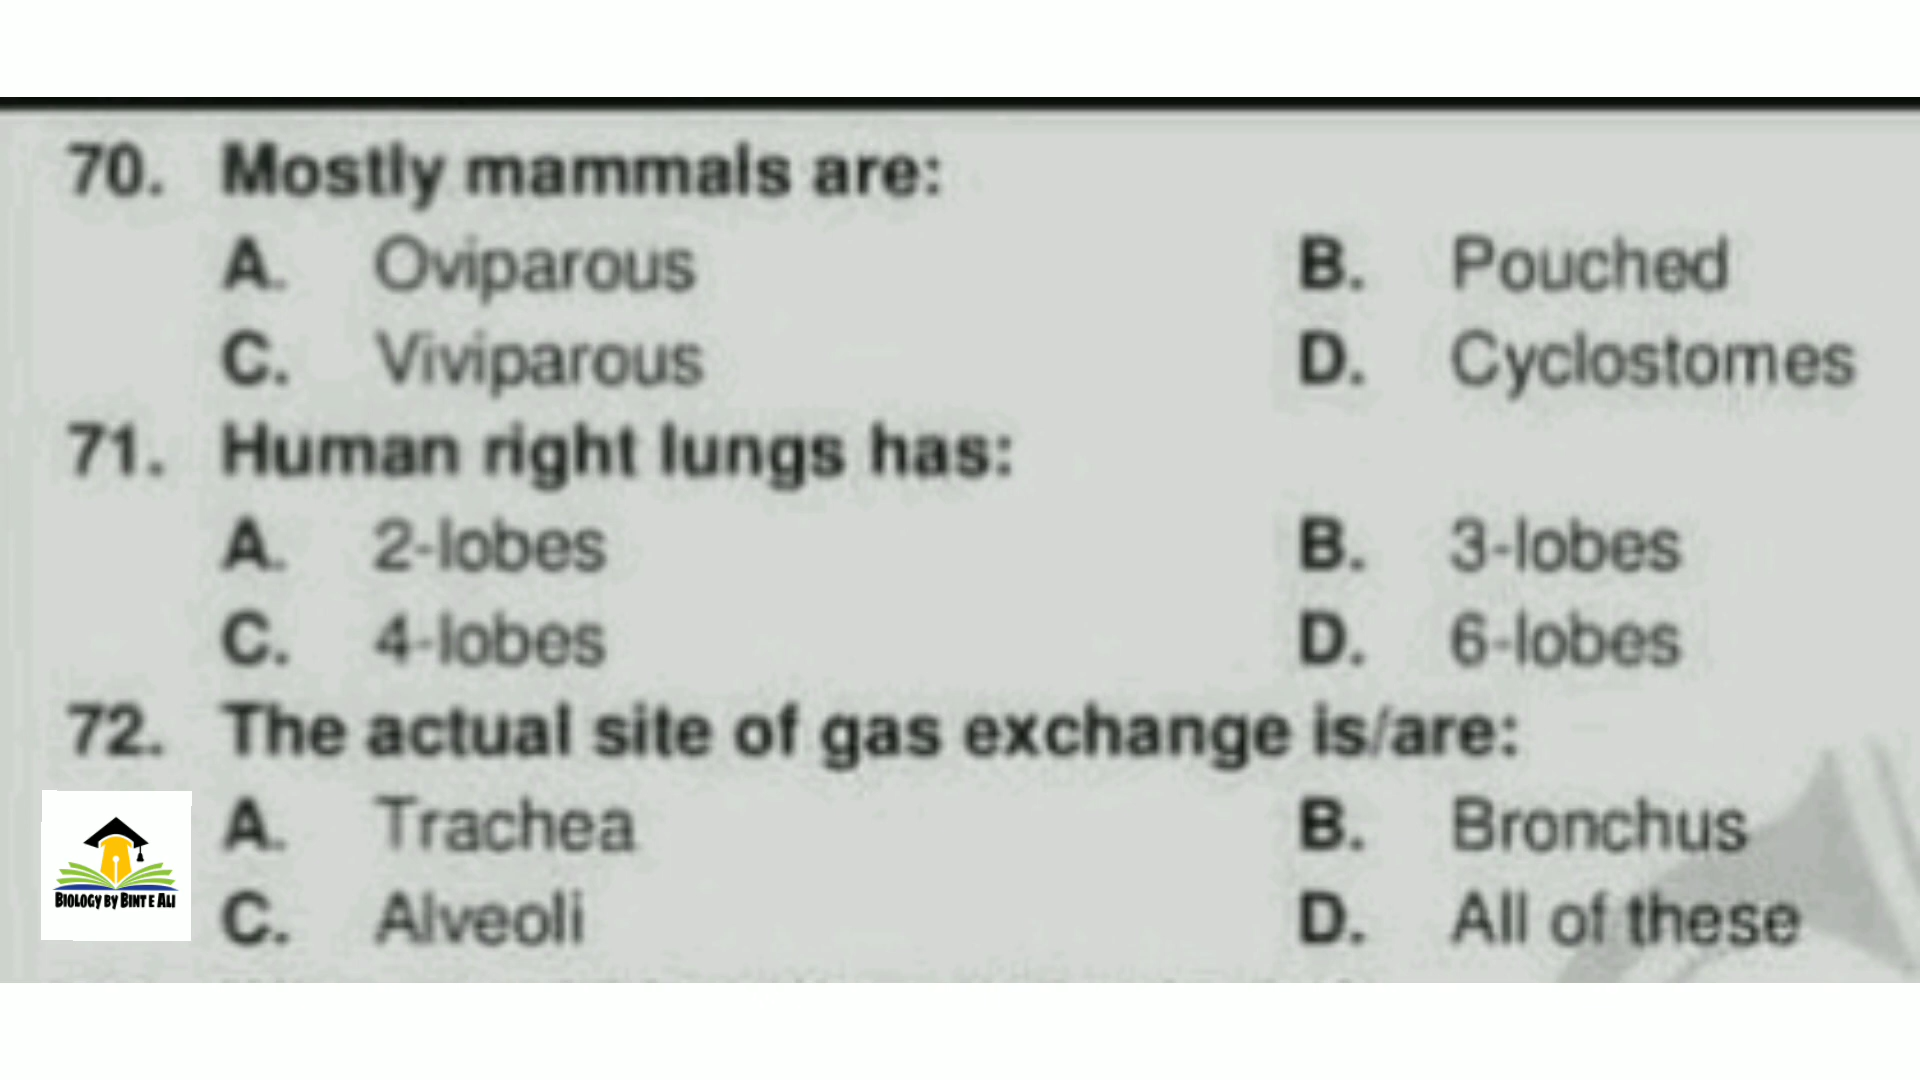 70. Mostly mammals are:
A. Oviparous B. Pouched
C. Viviparous D. Cyclostomes
71. Human right lungs has:
A. 2-lobes B. 3-lobes
C. 4-lobes D. 6-lobes
72. The actual site of gas exchange is/are:
A. Trachea B. Bronchus
C. Alveoli D. All of these
BIOLOGY BY BINT E ALI